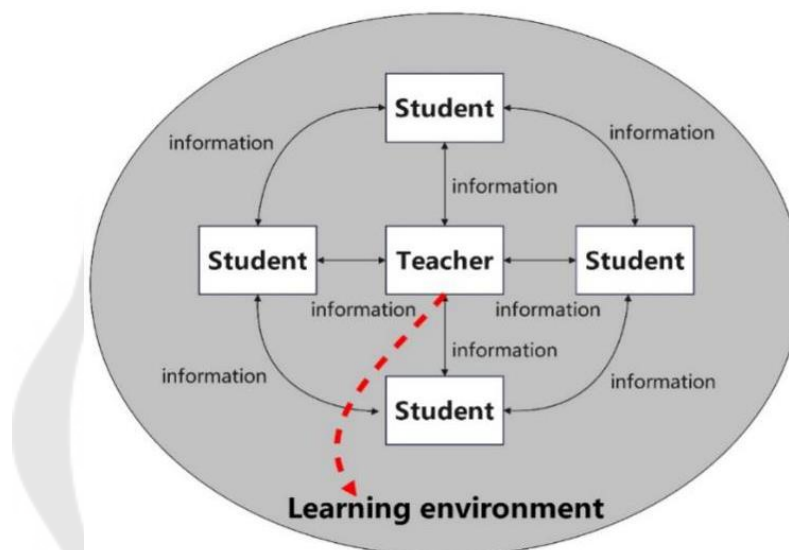 Student
information
information
information
Student
Teacher
Student
information
information
information
information
information
Student
Learning environment